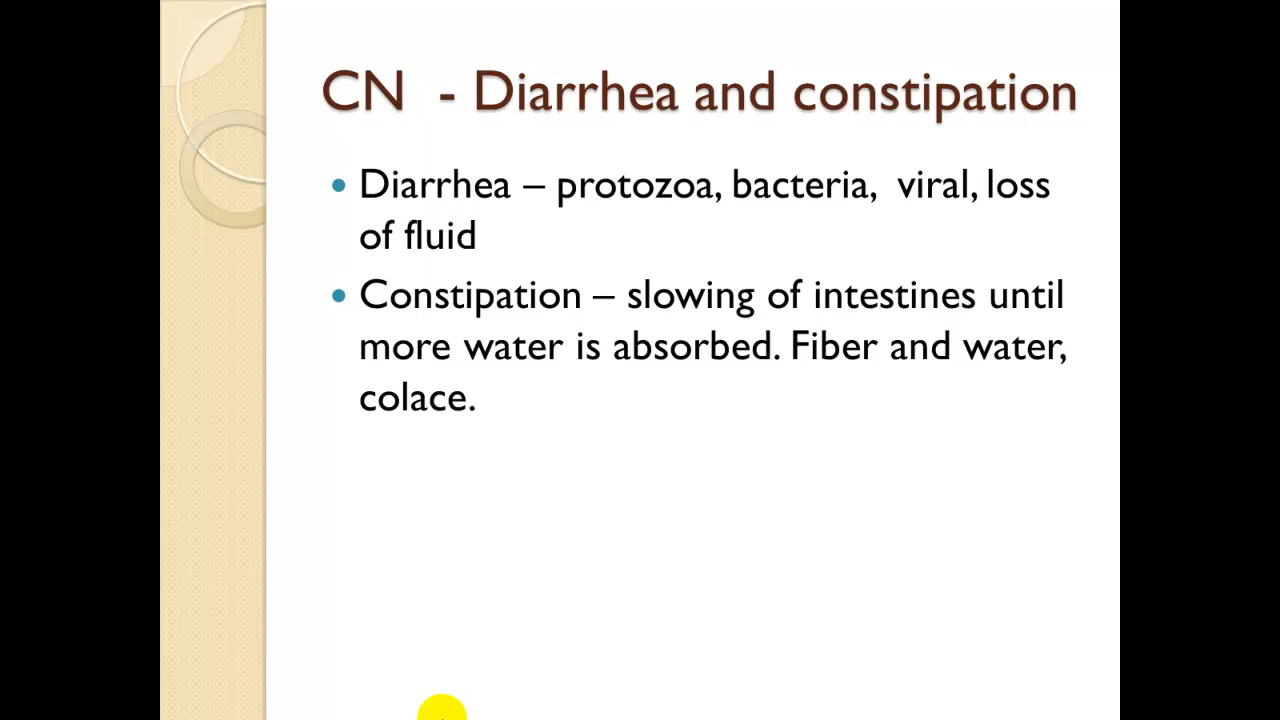 CN - Diarrhea and constipation
• Diarrhea – protozoa, bacteria, viral, loss
of fluid
• Constipation – slowing of intestines until
more water is absorbed. Fiber and water,
colace.